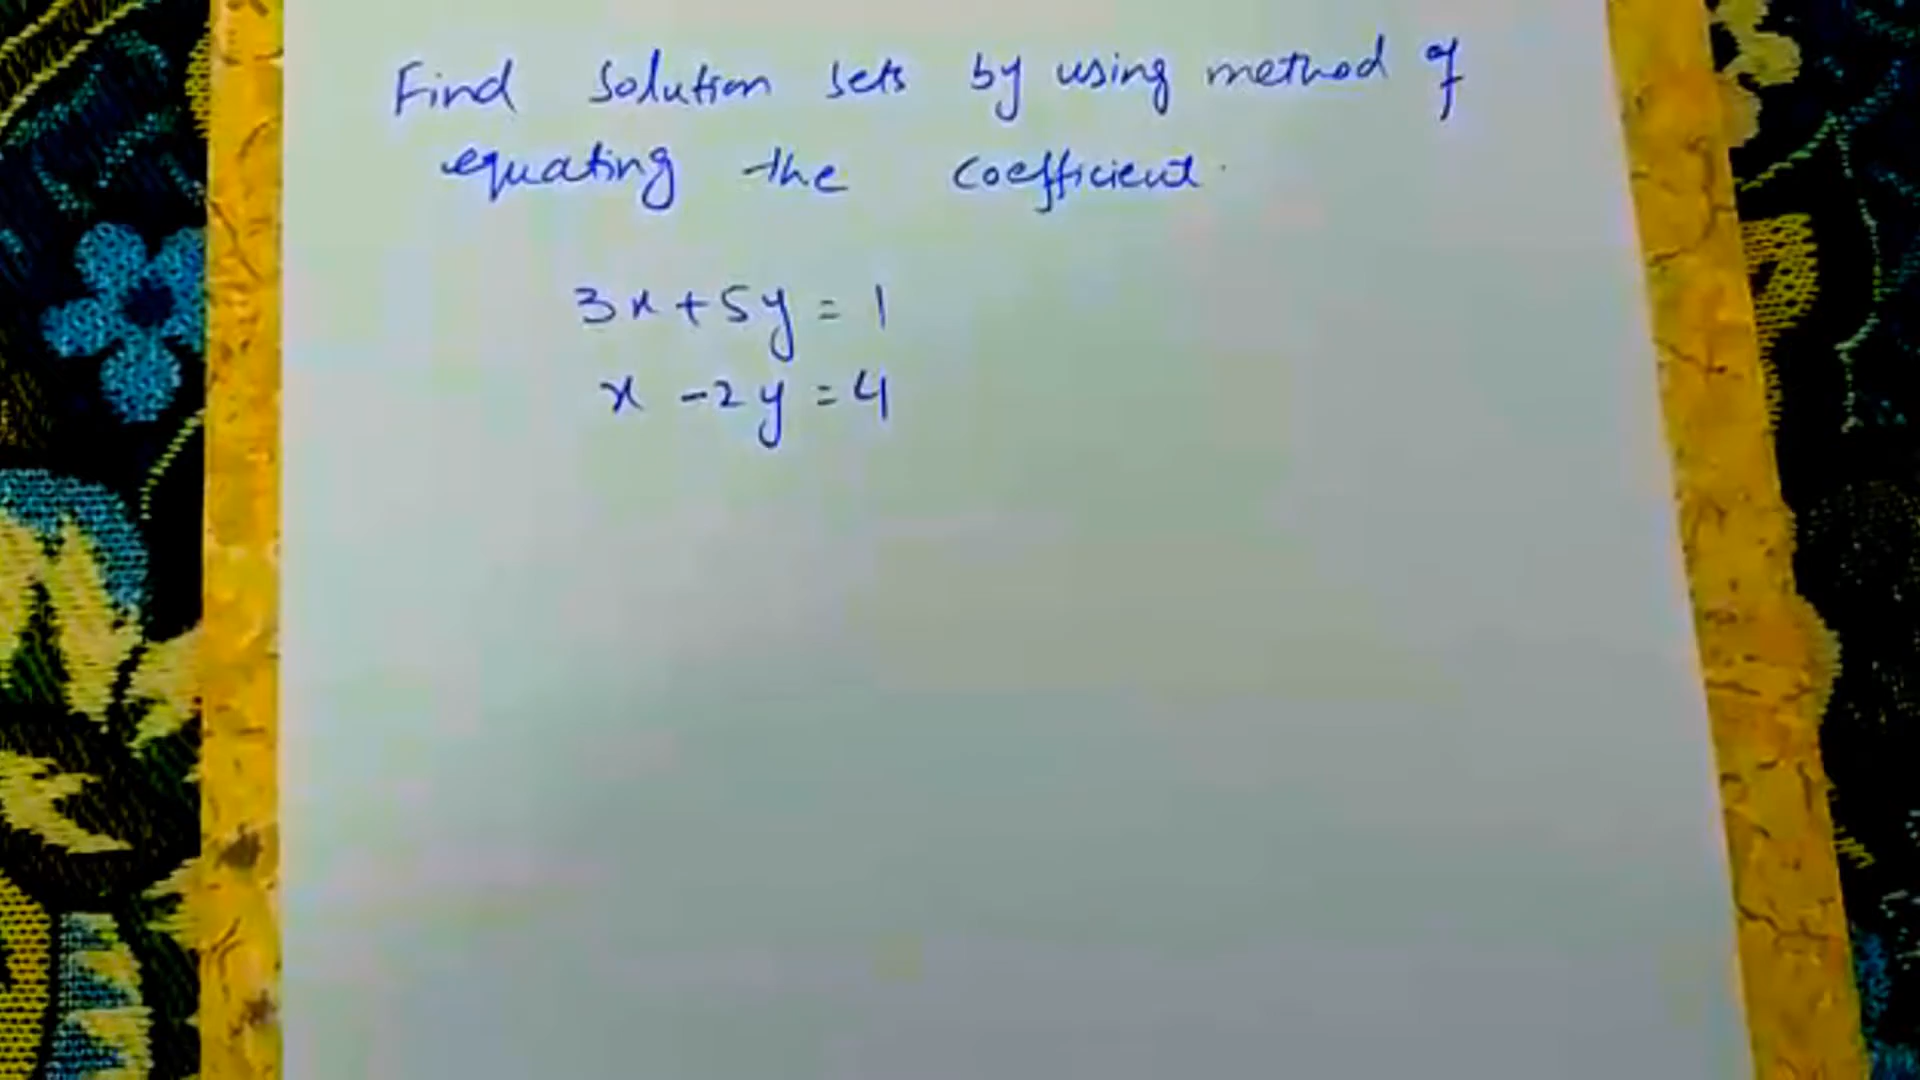 Find solution sets by using method of
equating the coefficient.
3x+5y=1
x-2y=4